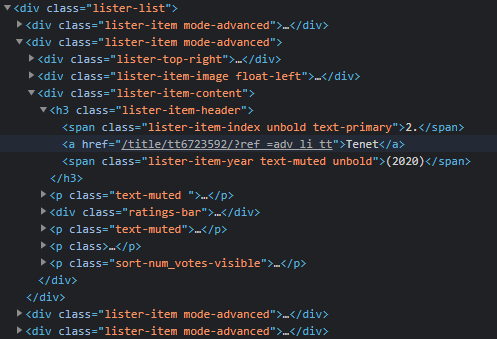 ▼<div class="lister-list">
▶<div class="lister-item mode-advanced">…</div>
▼<div class="lister-item mode-advanced">
▶<div class="lister-top-right">…</div>
▶<div class="lister-item-image float-left">…</div>
▼<div class="lister-item-content">
▼<h3 class="lister-item-header">
<span class="lister-item-index unbold text-primary">2.</span>
<a href="/title/tt6723592/?ref_=adv_li_tt">Tenet</a>
<span class="lister-item-year text-muted unbold">(2020)</span>
</h3>
▶<p class="text-muted ">…</p>
▶<div class="ratings-bar">…</div>
▶<p class="text-muted">…</p>
▶<p class>…</p>
▶<p class="sort-num_votes-visible">…</p>
</div>
</div>
▶<div class="lister-item mode-advanced">…</div>
▶<div class="lister-item mode-advanced">…</div>